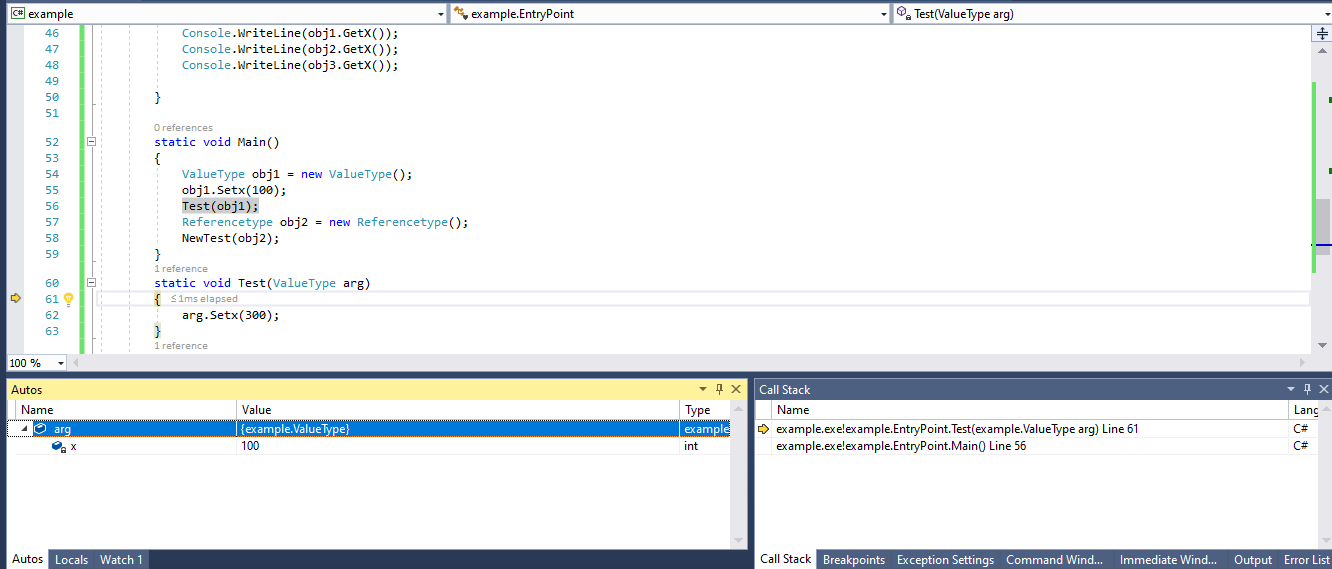 C# example example.EntryPoint Test(ValueType arg)
46 Console.WriteLine(obj1.GetX());
47 Console.WriteLine(obj2.GetX());
48 Console.WriteLine(obj3.GetX());
49
50 }
51
0 references
52 static void Main()
53 {
54 ValueType obj1 = new ValueType();
55 obj1.Setx(100);
56 Test(obj1);
57 Referencetype obj2 = new Referencetype();
58 NewTest(obj2);
59 }
1 reference
60 static void Test(ValueType arg)
61 { ≤1ms elapsed
62 arg.Setx(300);
63 }
1 reference
100 %
Autos
Name Value Type
arg {example.ValueType} example
x 100 int
Autos Locals Watch 1
Call Stack
Name Lang
example.exe!example.EntryPoint.Test(example.ValueType arg) Line 61 C#
example.exe!example.EntryPoint.Main() Line 56 C#
Call Stack Breakpoints Exception Settings Command Wind... Immediate Wind... Output Error List